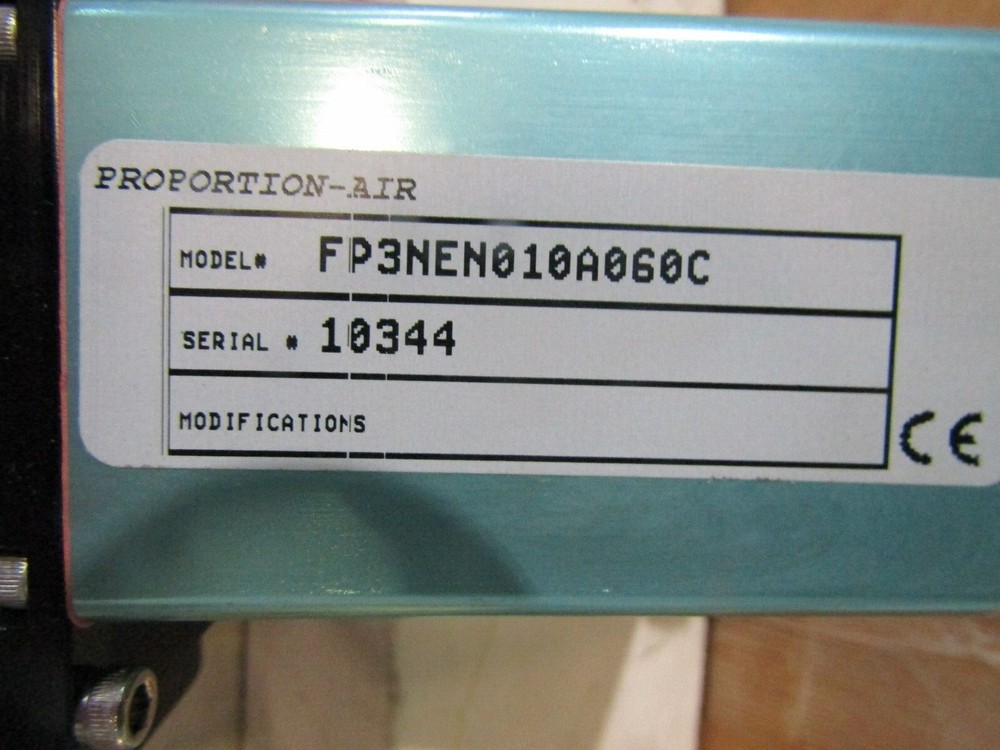 PROPORTION-AIR
MODEL# FP3NEN010A060C
SERIAL # 10344
MODIFICATIONS
CE